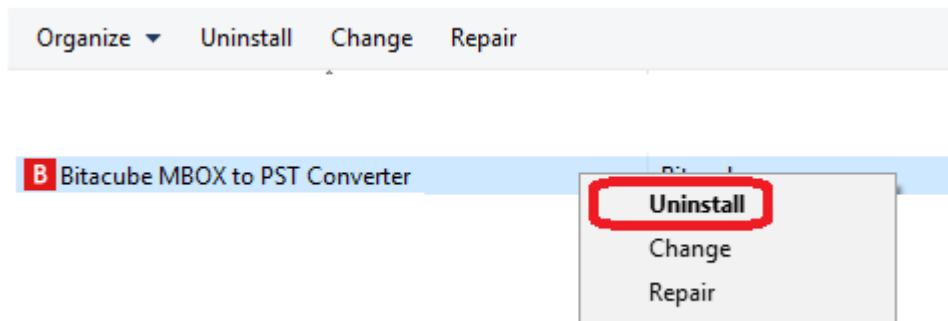 Organize Uninstall Change Repair
B Bitacube MBOX to PST Converter
Uninstall
Change
Repair